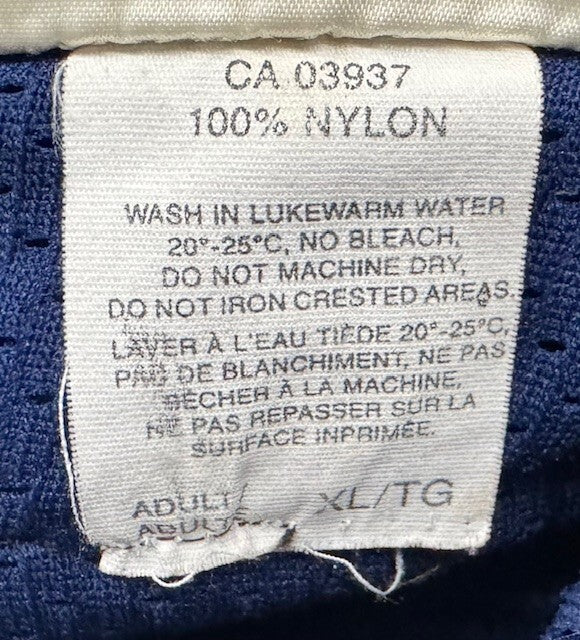 CA 03937
100% NYLON
WASH IN LUKEWARM WATER
20°-25°C, NO BLEACH,
DO NOT MACHINE DRY,
DO NOT IRON CRESTED AREAS.
LAVER À L'EAU TIÈDE 20°-25°C,
PAS DE BLANCHIMENT, NE PAS
SÉCHER À LA MACHINE,
NE PAS REPASSER SUR LA
SURFACE INPRIMÉE.
ADULT/ XL/TG
ADULTE